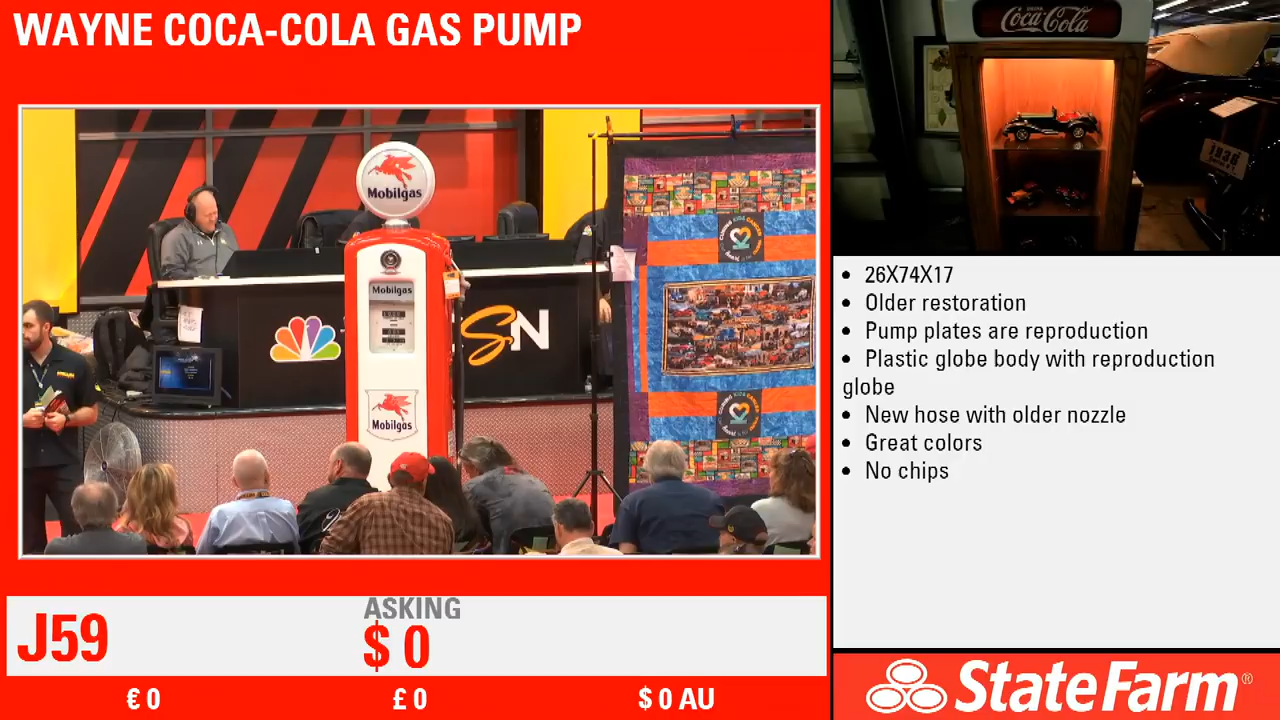 WAYNE COCA-COLA GAS PUMP
DRINK
Coca-Cola
1936
Mobilgas
Mobilgas
Mobilgas
SN
• 26X74X17
• Older restoration
• Pump plates are reproduction
• Plastic globe body with reproduction
globe
• New hose with older nozzle
• Great colors
• No chips
J59
ASKING
$ 0
€ 0
£ 0
$ 0 AU
State Farm®